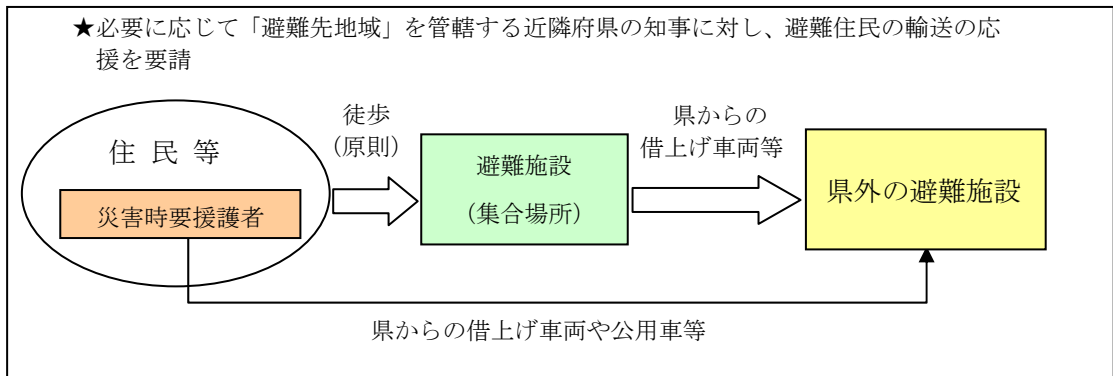 ★必要に応じて「避難先地域」を管轄する近隣府県の知事に対し、避難住民の輸送の応
援を要請
徒歩
(原則)
県からの
借上げ車両等
住 民 等
災害時要援護者
避難施設
(集合場所)
県外の避難施設
県からの借上げ車両や公用車等